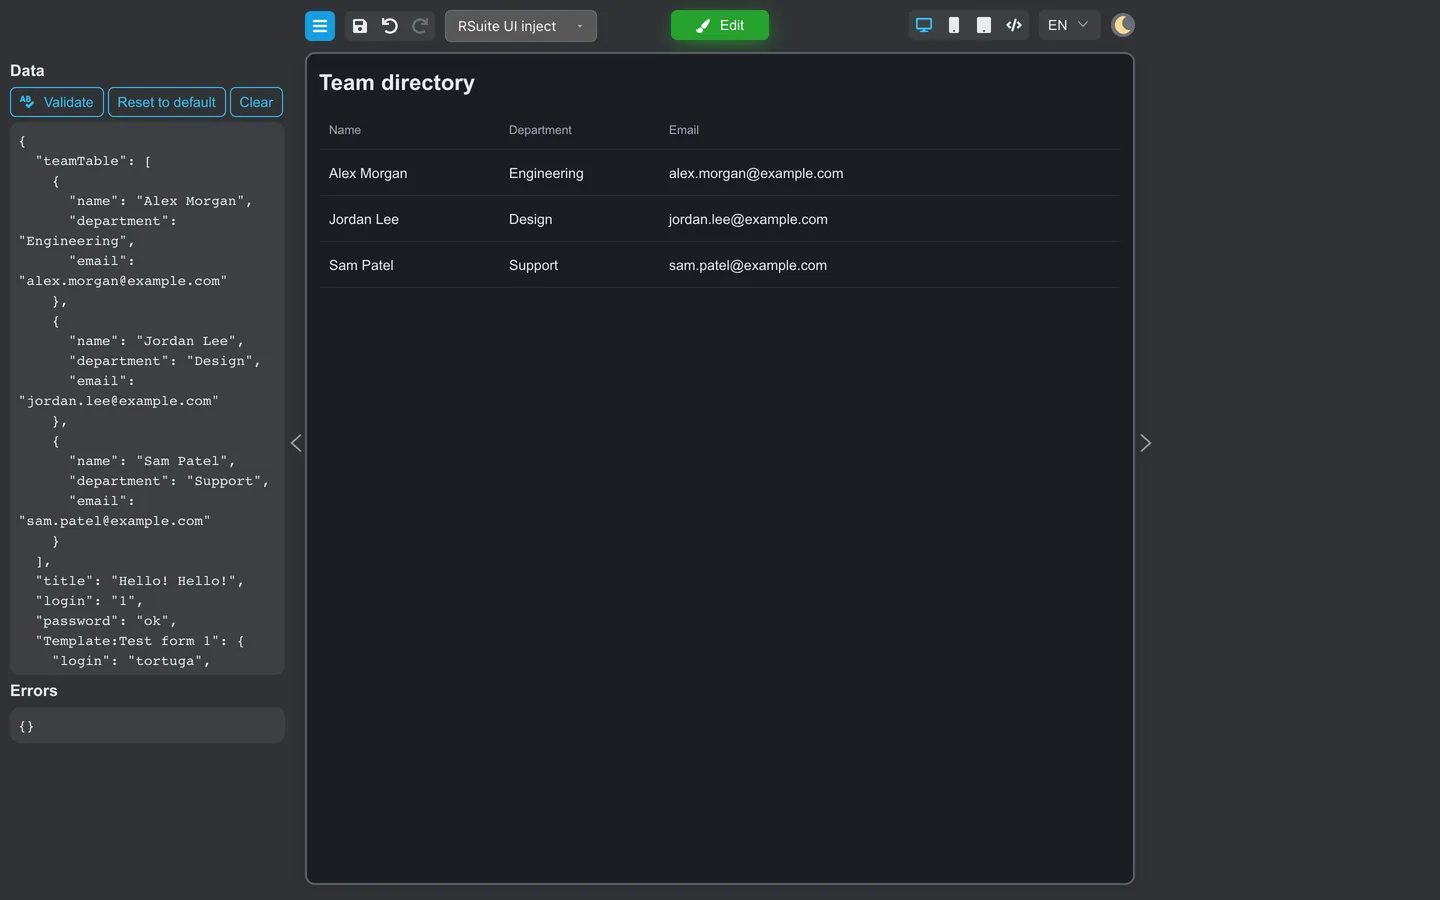 RSuite UI inject
Edit
EN
Data
Validate
Reset to default
Clear
{
"teamTable": [
{
"name": "Alex Morgan",
"department":
"Engineering",
"email":
"alex.morgan@example.com"
},
{
"name": "Jordan Lee",
"department": "Design",
"email":
"jordan.lee@example.com"
},
{
"name": "Sam Patel",
"department": "Support",
"email":
"sam.patel@example.com"
}
],
"title": "Hello! Hello!",
"login": "1",
"password": "ok",
"Template:Test form 1": {
"login": "tortuga",
Errors
{}
Team directory
Name Department Email
Alex Morgan Engineering alex.morgan@example.com
Jordan Lee Design jordan.lee@example.com
Sam Patel Support sam.patel@example.com